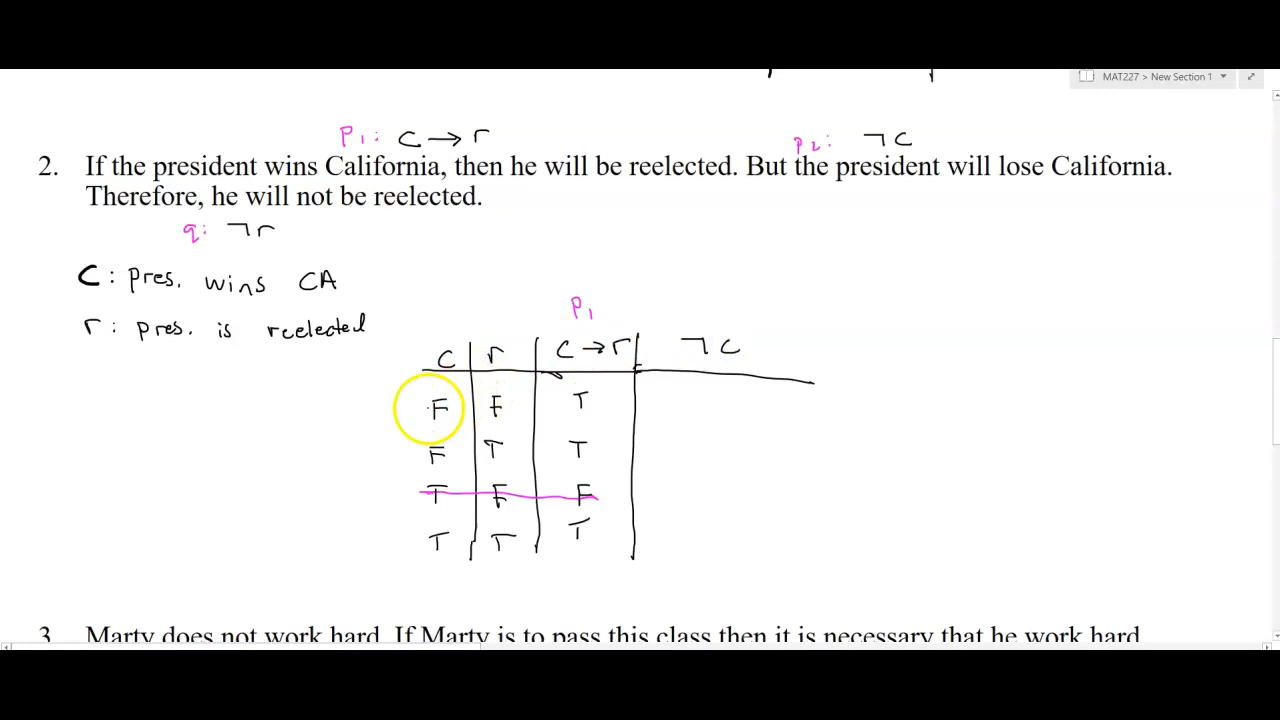 MAT227 > New Section 1
P1: C → r
P2: ¬C
2. If the president wins California, then he will be reelected. But the president will lose California.
Therefore, he will not be reelected.
q: ¬r
C: pres. wins CA
r: pres. is reelected
P1
C r C → r ¬C
F F T
F T T
T F F
T T T
3. Marty does not work hard. If Marty is to pass this class then it is necessary that he work hard.